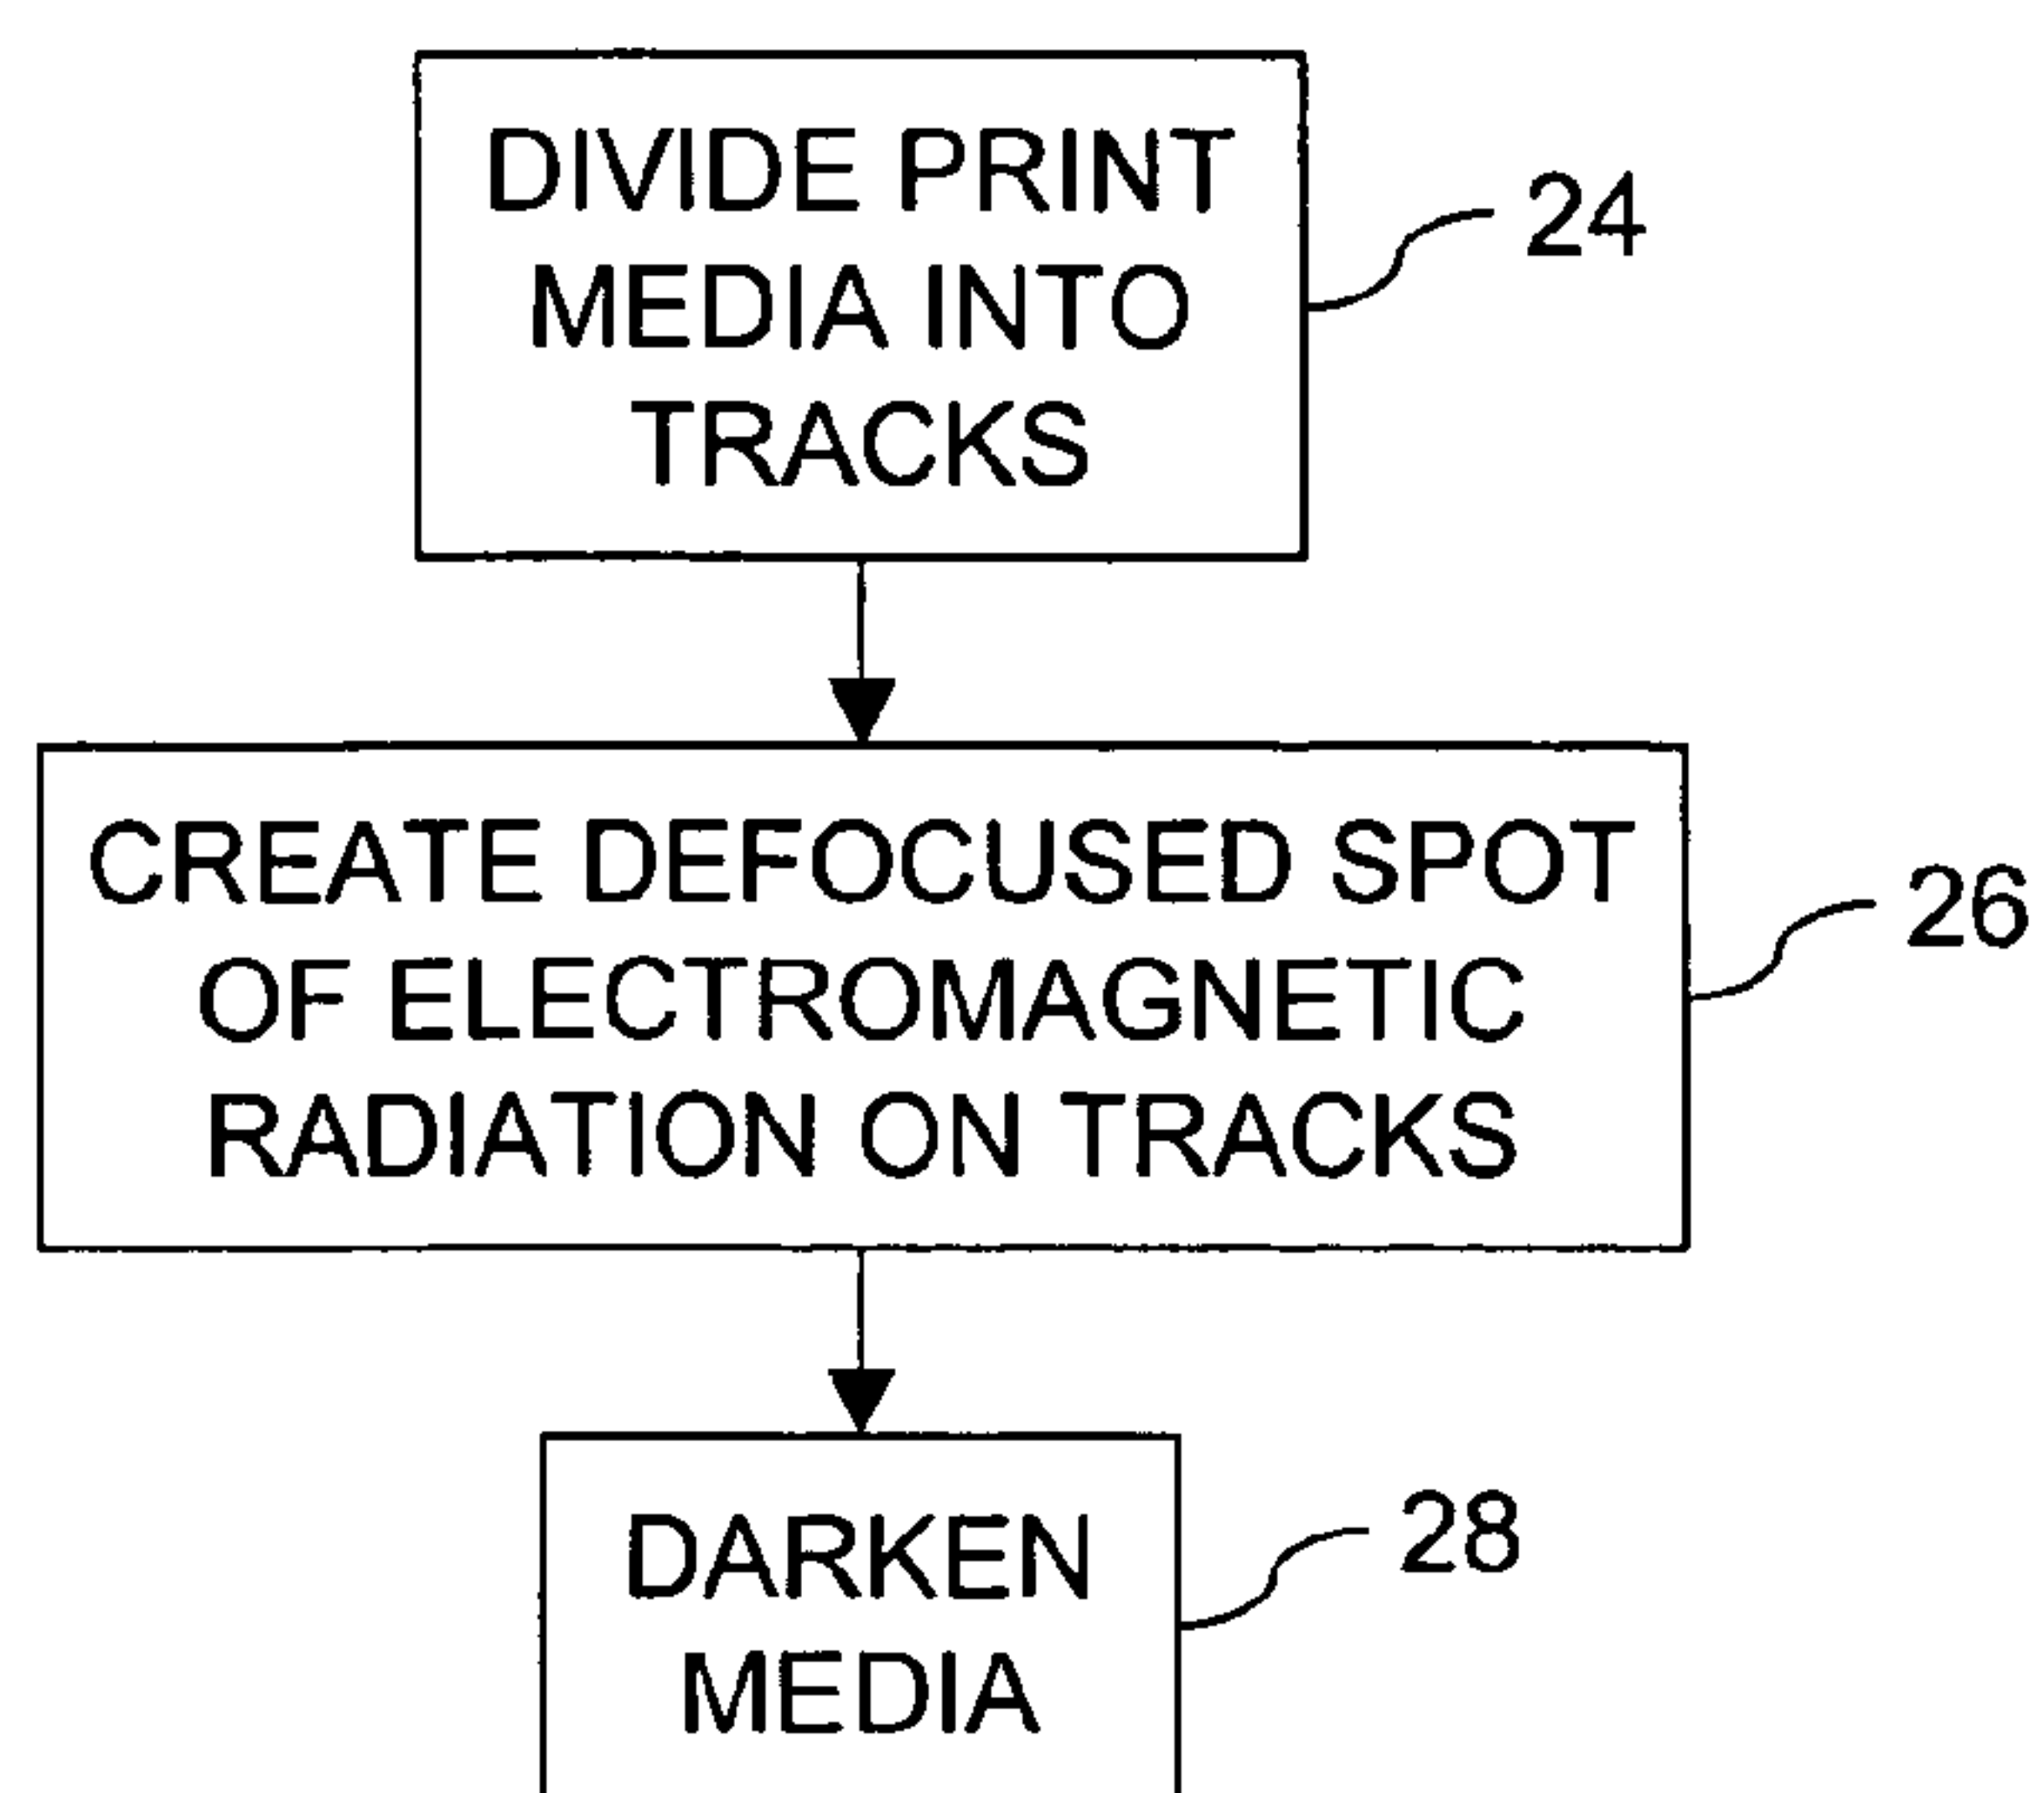 DIVIDE PRINT
MEDIA INTO
TRACKS
24
CREATE DEFOCUSED SPOT
OF ELECTROMAGNETIC
RADIATION ON TRACKS
26
DARKEN
MEDIA
28